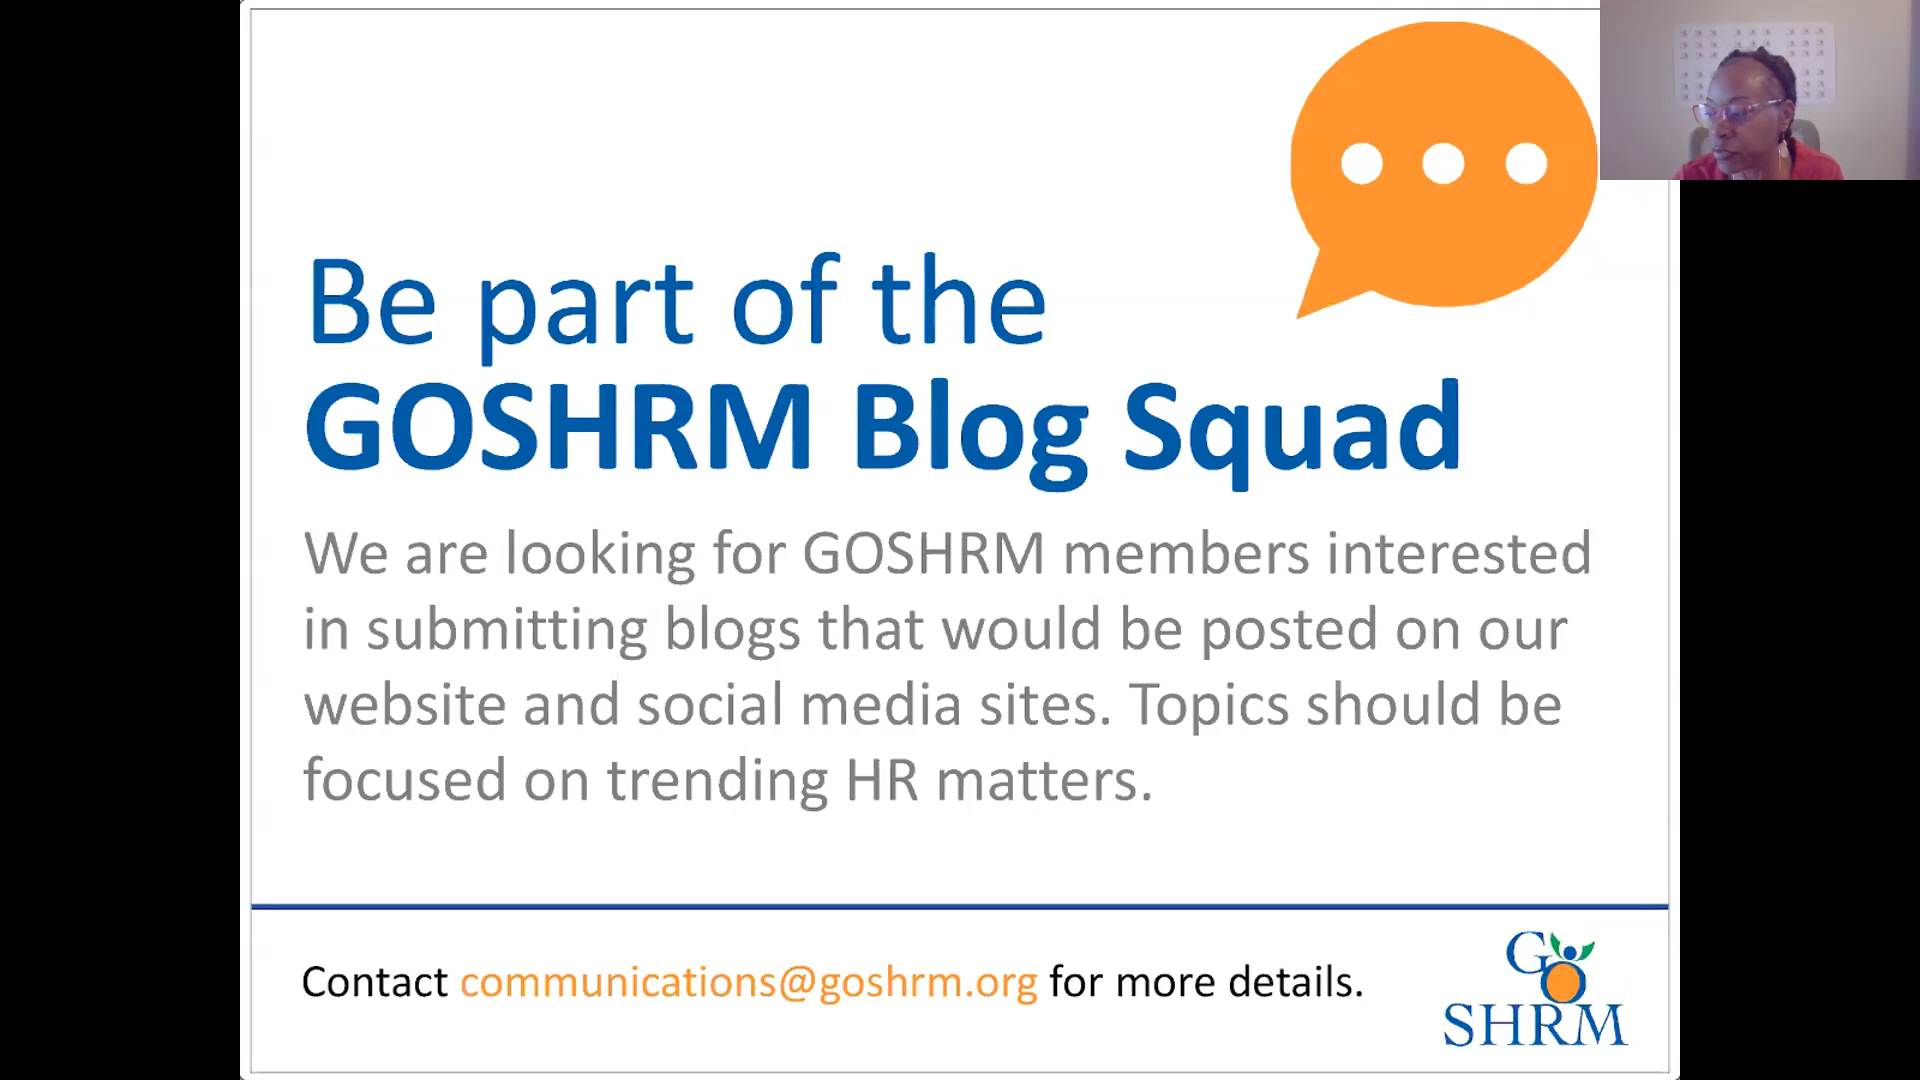 Be part of the
GOSHRM Blog Squad
We are looking for GOSHRM members interested
in submitting blogs that would be posted on our
website and social media sites. Topics should be
focused on trending HR matters.
Contact communications@goshrm.org for more details.
GO
SHRM